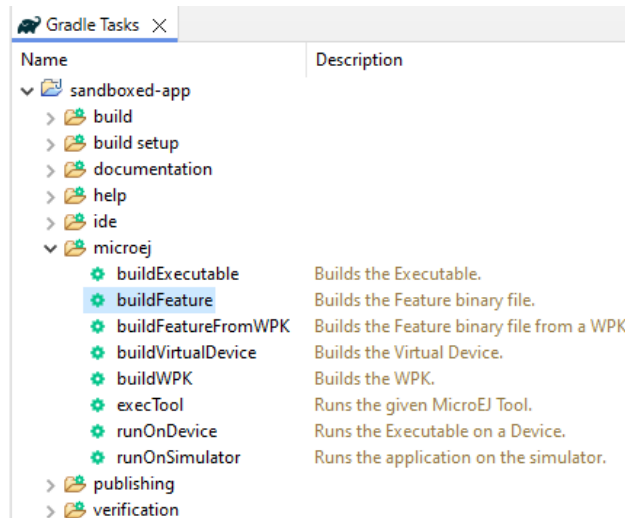 Gradle Tasks
Name Description
sandboxed-app
build
build setup
documentation
help
ide
microej
buildExecutable Builds the Executable.
buildFeature Builds the Feature binary file.
buildFeatureFromWPK Builds the Feature binary file from a WPK
buildVirtualDevice Builds the Virtual Device.
buildWPK Builds the WPK.
execTool Runs the given MicroEJ Tool.
runOnDevice Runs the Executable on a Device.
runOnSimulator Runs the application on the simulator.
publishing
verification